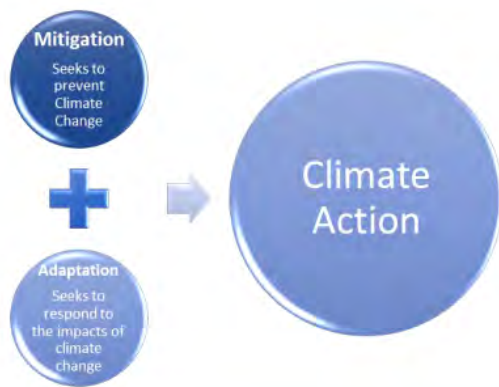 Mitigation
Seeks to
prevent
Climate
Change
Adaptation
Seeks to
respond to
the impacts of
climate
change
Climate
Action